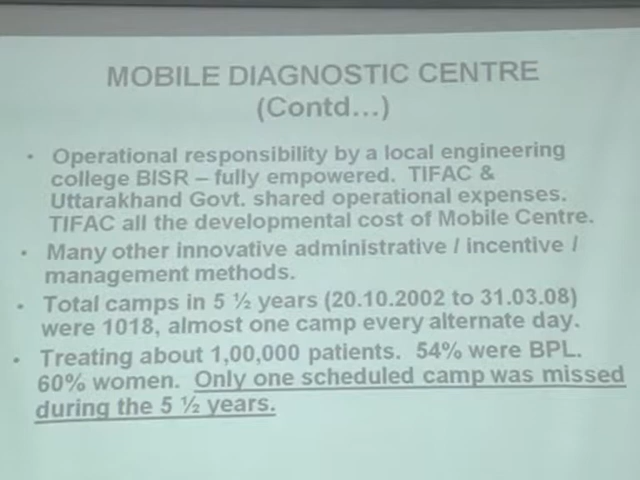 MOBILE DIAGNOSTIC CENTRE
(Contd...)
• Operational responsibility by a local engineering
college BISR – fully empowered. TIFAC &
Uttarakhand Govt. shared operational expenses.
TIFAC all the developmental cost of Mobile Centre.
• Many other innovative administrative / incentive /
management methods.
• Total camps in 5 ½ years (20.10.2002 to 31.03.08)
were 1018, almost one camp every alternate day.
• Treating about 1,00,000 patients. 54% were BPL.
60% women. Only one scheduled camp was missed
during the 5 ½ years.